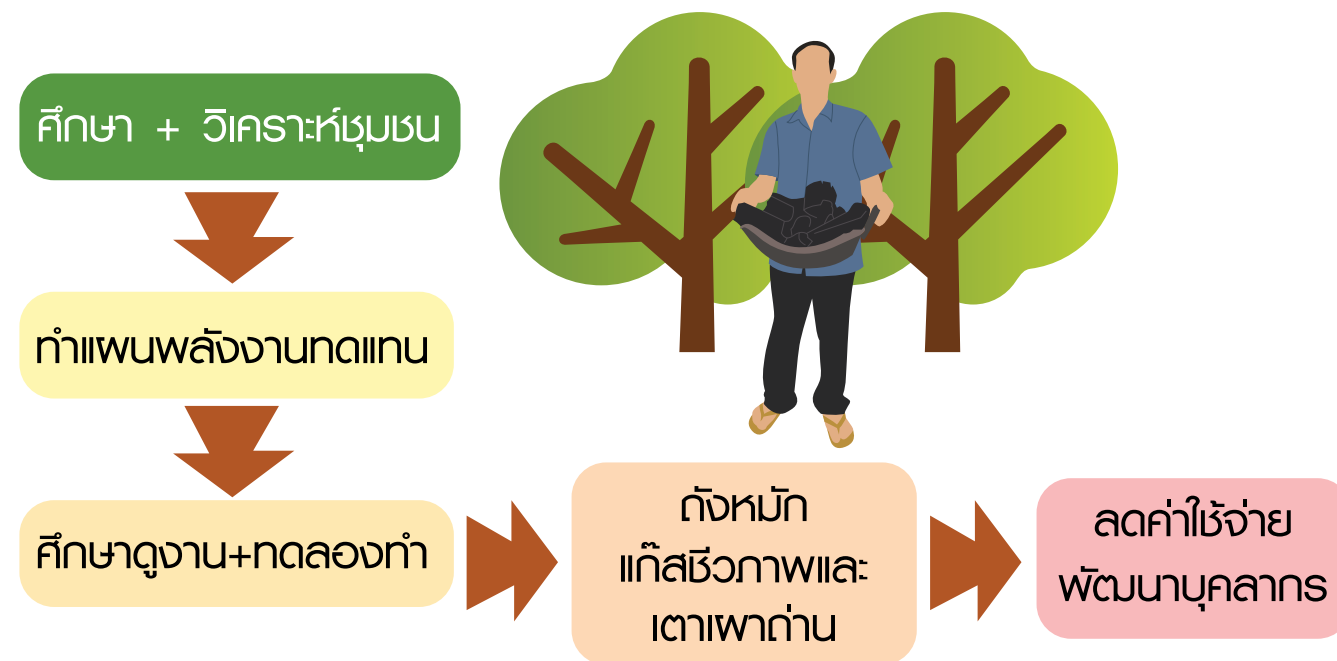 ศึกษา + วิเคราะห์ชุมชน
ทำแผนพลังงานทดแทน
ศึกษาดูงาน+ทดลองทำ
ถังหมัก
แก๊สชีวภาพและ
เตาเผาถ่าน
ลดค่าใช้จ่าย
พัฒนาบุคลากร